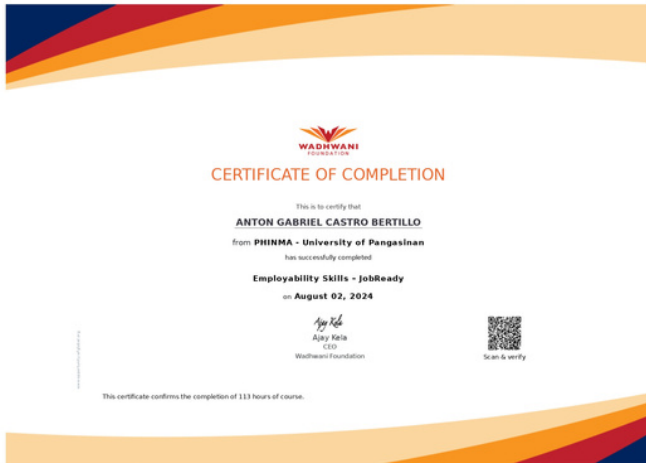 WADHWANI
FOUNDATION
CERTIFICATE OF COMPLETION
This is to certify that
ANTON GABRIEL CASTRO BERTILLO
from PHINMA - University of Pangasinan
has successfully completed
Employability Skills - JobReady
on August 02, 2024
Ajay Kela
Ajay Kela
CEO
Wadhwani Foundation
Scan & verify
This certificate confirms the completion of 113 hours of course.